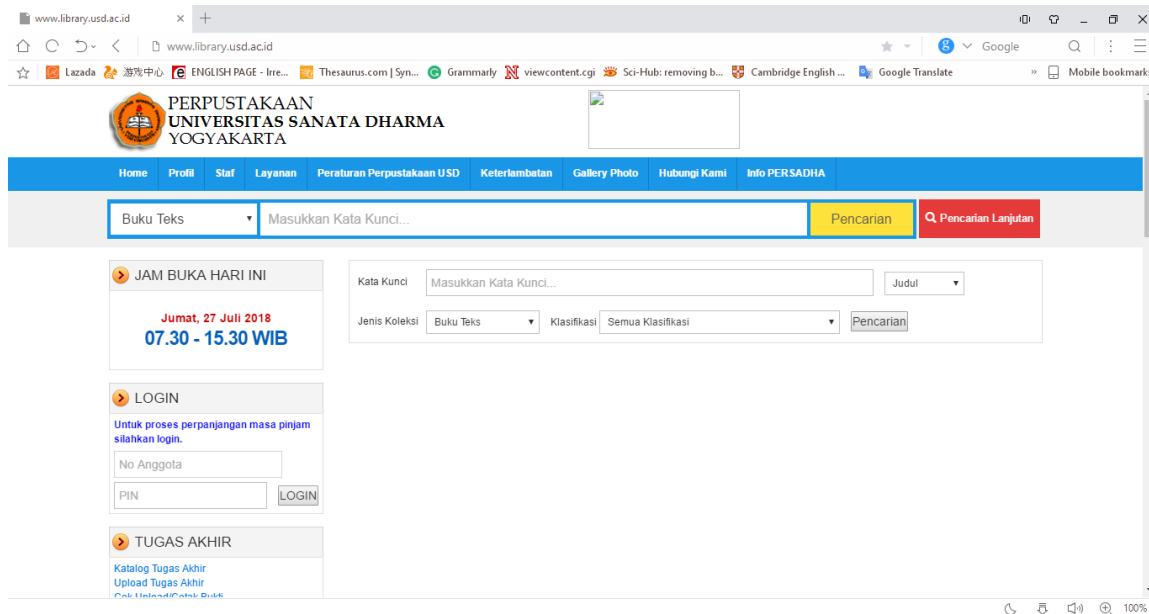 www.library.usd.ac.id
www.library.usd.ac.id
Google
Lazada 游戏中心 ENGLISH PAGE - Irre... Thesaurus.com | Syn... Grammarly viewcontent.cgi Sci-Hub: removing b... Cambridge English ... Google Translate » Mobile bookmark
PERPUSTAKAAN
UNIVERSITAS SANATA DHARMA
YOGYAKARTA
Home Profil Staf Layanan Peraturan Perpustakaan USD Keterlambatan Gallery Photo Hubungi Kami Info PERSADHA
Buku Teks Masukkan Kata Kunci... Pencarian Pencarian Lanjutan
JAM BUKA HARI INI
Jumat, 27 Juli 2018
07.30 - 15.30 WIB
Kata Kunci Masukkan Kata Kunci... Judul
Jenis Koleksi Buku Teks Klasifikasi Semua Klasifikasi Pencarian
LOGIN
Untuk proses perpanjangan masa pinjam
silahkan login.
No Anggota
PIN LOGIN
TUGAS AKHIR
Katalog Tugas Akhir
Upload Tugas Akhir
Cek Upload/Cetak Bukti
100%